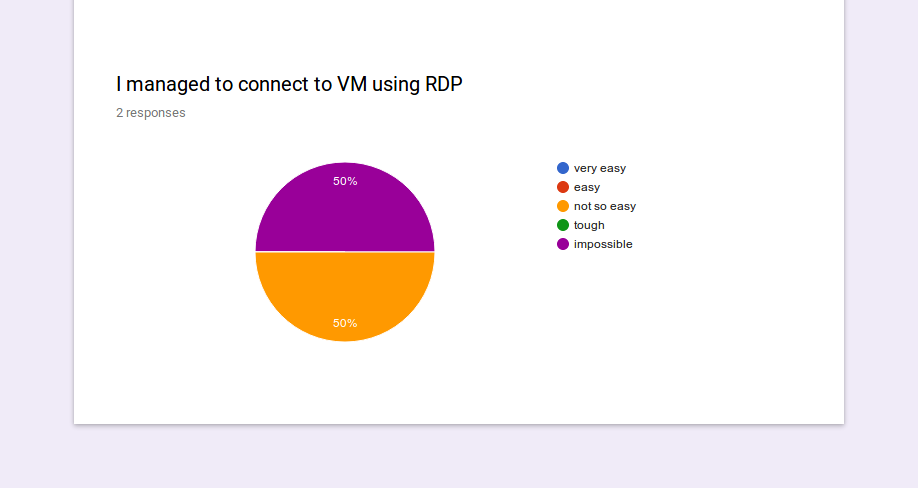 I managed to connect to VM using RDP
2 responses
50%
50%
very easy
easy
not so easy
tough
impossible